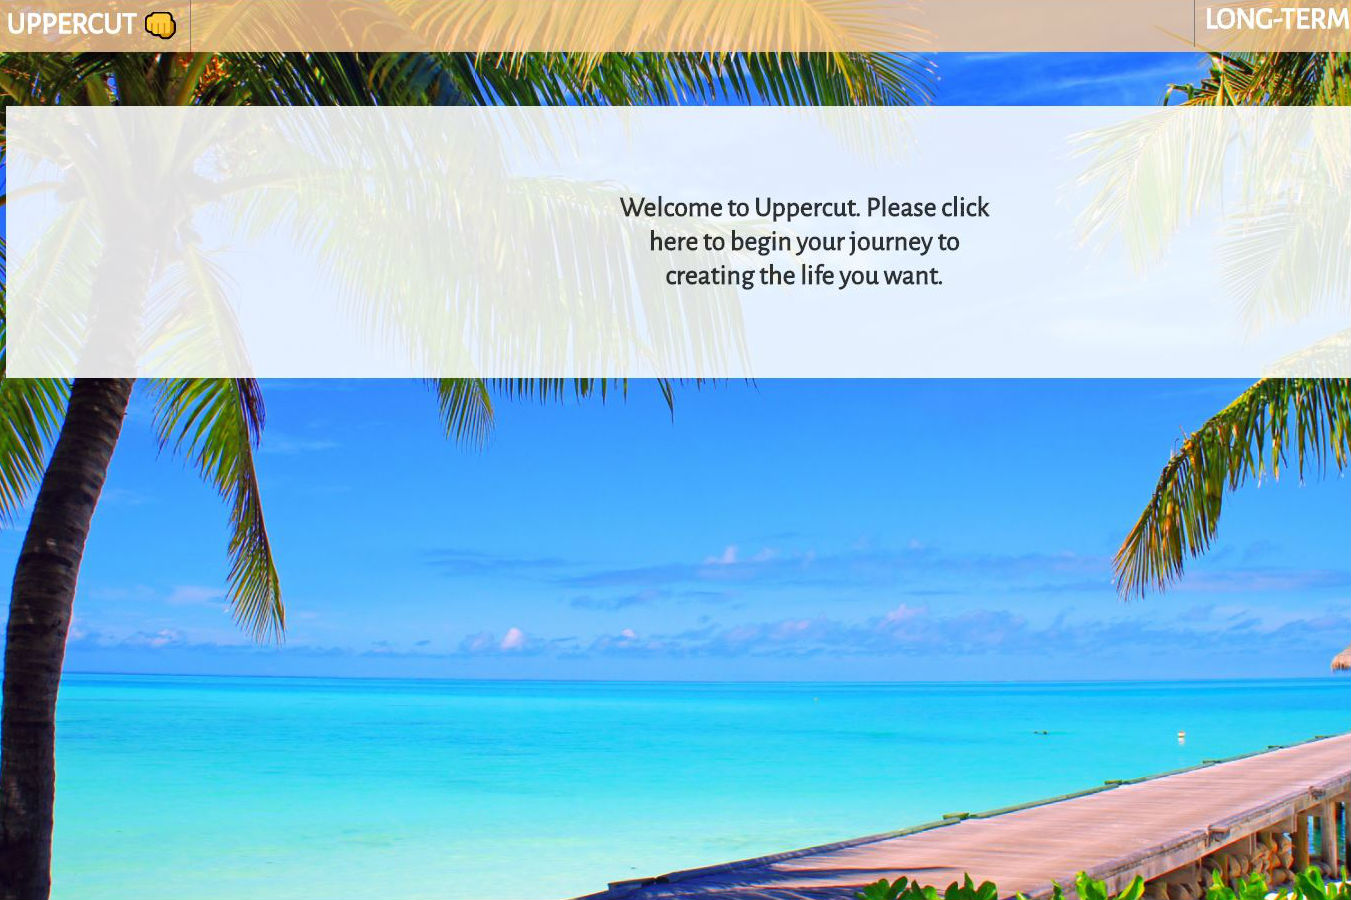 UPPERCUT 👊
LONG-TERM
Welcome to Uppercut. Please click
here to begin your journey to
creating the life you want.